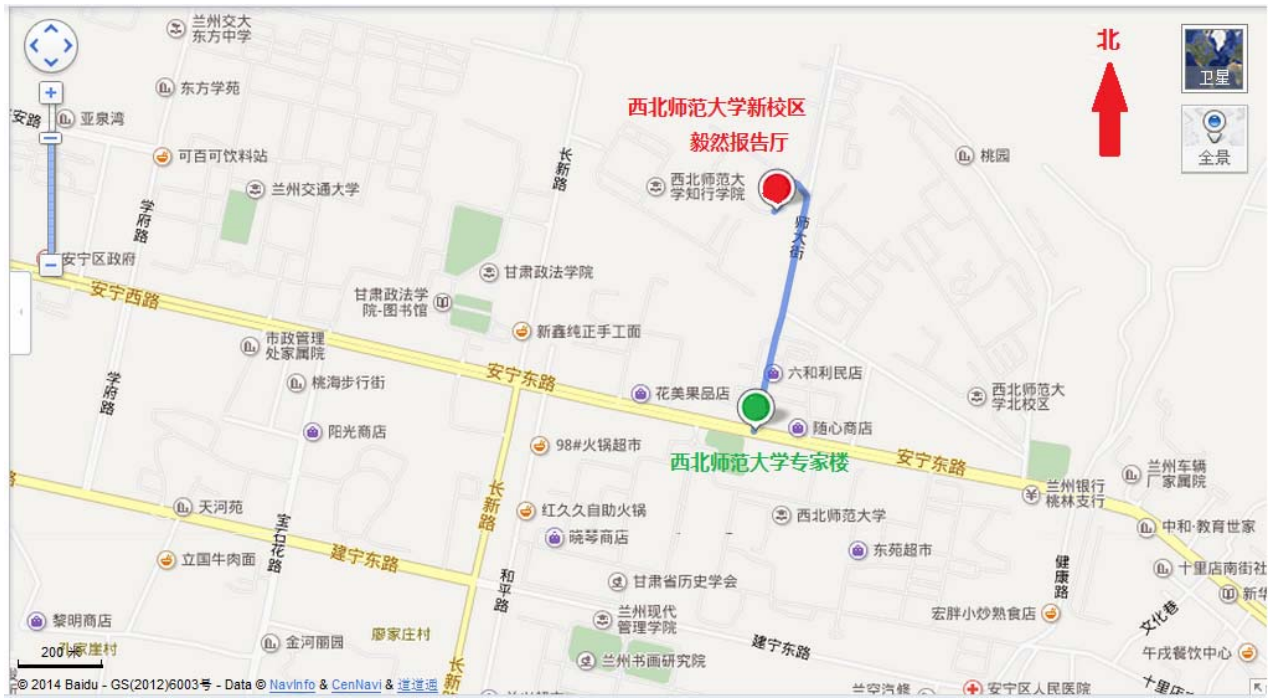 兰州交大
东方中学
北
卫星
东方学苑
西北师范大学新校区
毅然报告厅
亚泉湾
全景
可百可饮料站
长新路
桃园
兰州交通大学
西北师范大
学知行学院
学府路
师大街
安宁区政府
甘肃政法学院
安宁西路
甘肃政法学
院-图书馆
新鑫纯正手工面
市政管理
处家属院
安宁东路
六和利民店
桃海步行街
学府路
花美果品店
西北师范大
学北校区
阳光商店
随心商店
98#火锅超市
西北师范大学专家楼
安宁东路
兰州车辆
厂家属院
兰州银行
桃林支行
天河苑
长新路
红久久自助火锅
西北师范大学
中和·教育世家
宝石花路
晓琴商店
东苑超市
立国牛肉面
建宁东路
健康路
十里店南街社
和平路
甘肃省历史学会
新华
黎明商店
兰州现代
管理学院
宏胖小炒熟食店
文化巷
孔家崖村
金河丽园
廖家庄村
建宁东路
200 米
兰州书画研究院
午戌餐饮中心
长新
© 2014 Baidu - GS(2012)6003号 - Data © NavInfo & CenNavi & 道道通
兰空汽修
安宁区人民医院
十里店